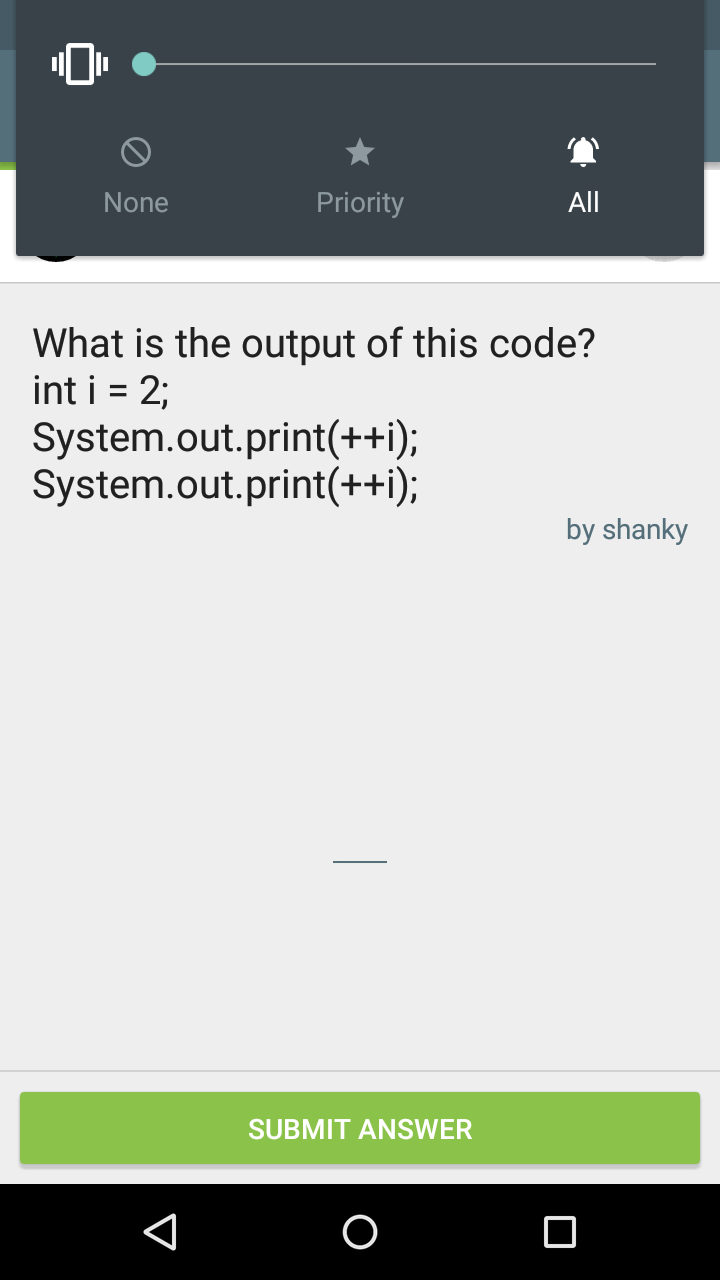 None Priority All
What is the output of this code?
int i = 2;
System.out.print(++i);
System.out.print(++i);
by shanky
SUBMIT ANSWER